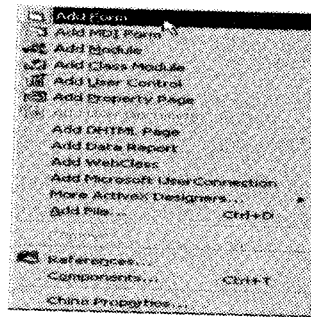 Add Form
Add MDI Form
Add Module
Add Class Module
Add User Control
Add Property Page
Add DHTML Page
Add Data Report
Add WebClass
Add Microsoft UserConnection
More ActiveX Designers...
Add File... Ctrl+D
References...
Components... Ctrl+T
China Properties...